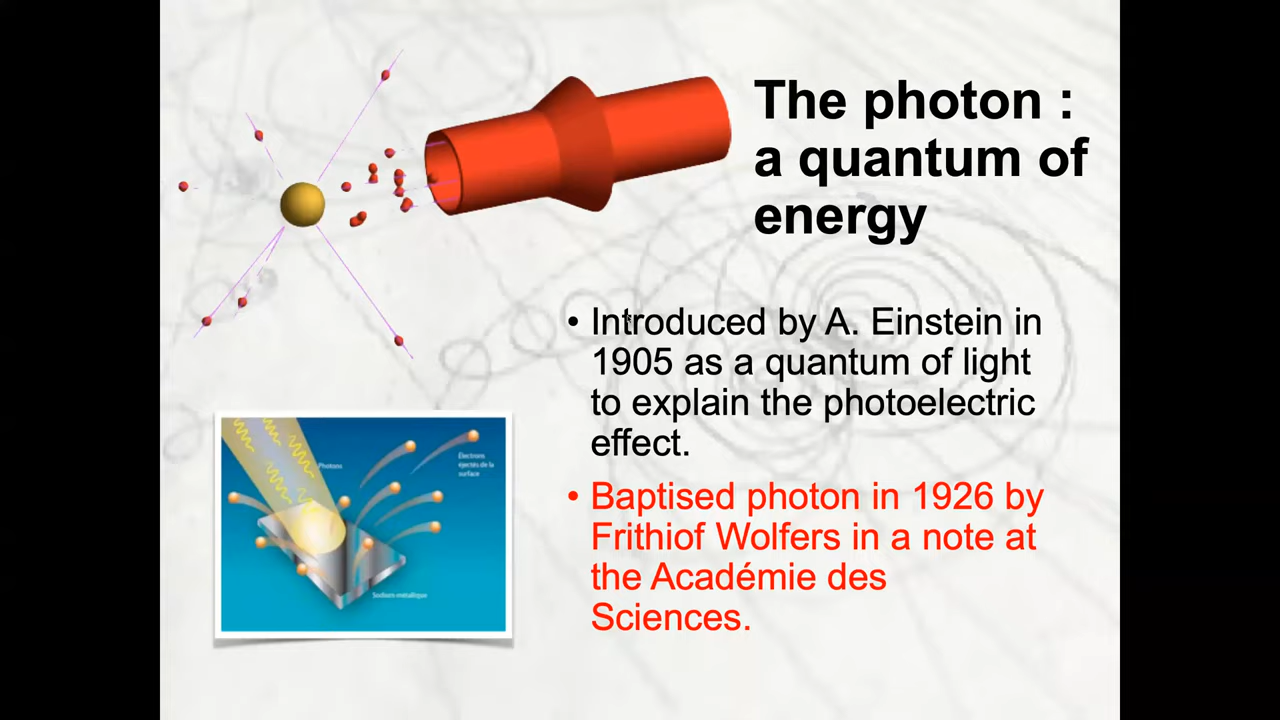 The photon :
a quantum of
energy
• Introduced by A. Einstein in
1905 as a quantum of light
to explain the photoelectric
effect.
• Baptised photon in 1926 by
Frithiof Wolfers in a note at
the Académie des
Sciences.
Photons
Électrons
éjectés de la
surface
Sodium métallique